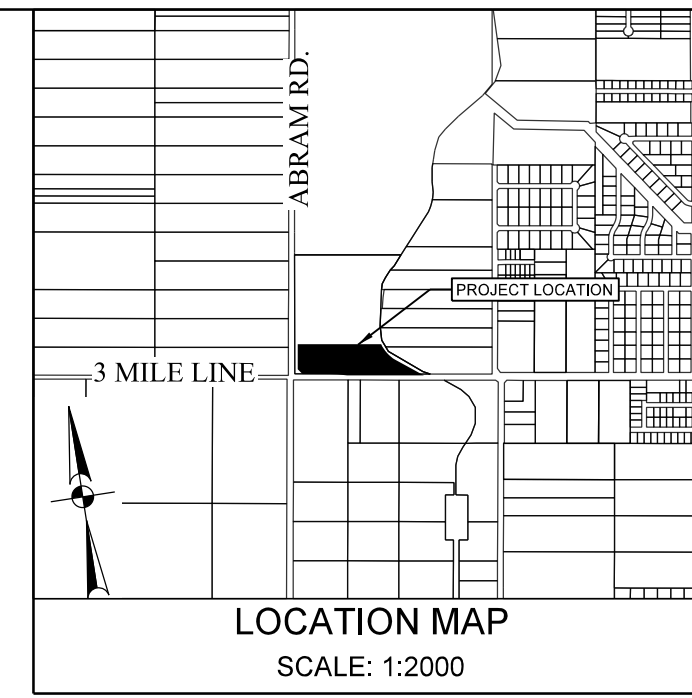 ABRAM RD.
PROJECT LOCATION
3 MILE LINE
LOCATION MAP
SCALE: 1:2000